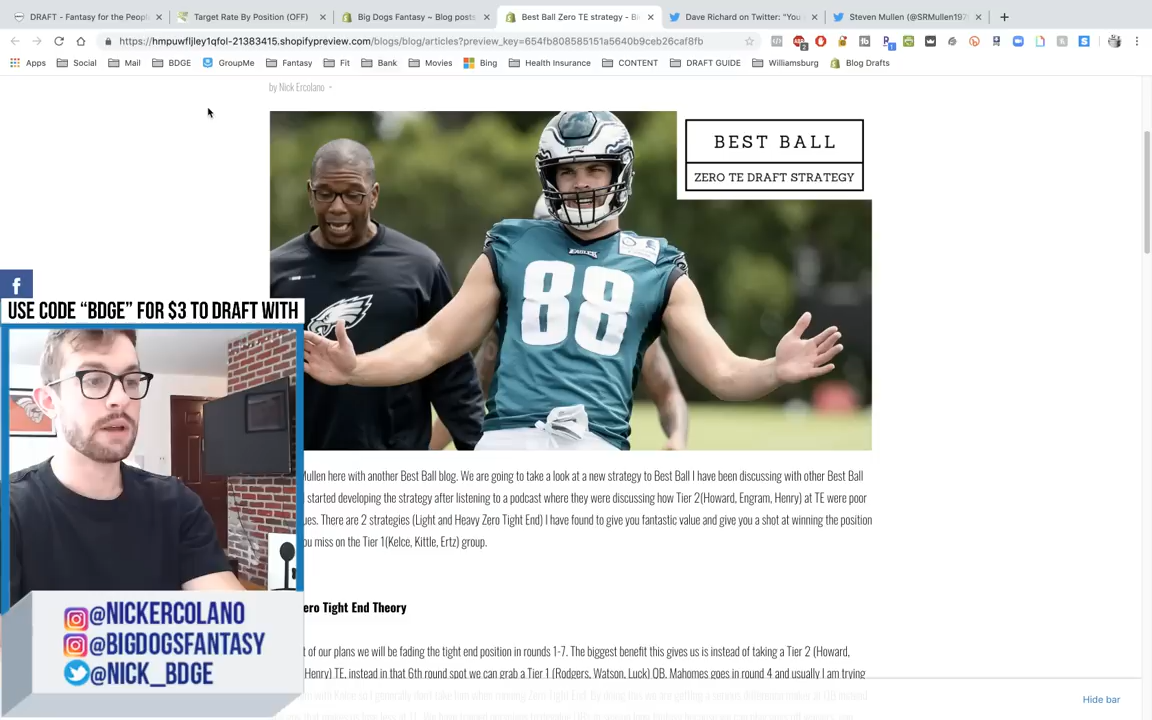 DRAFT - Fantasy for the Peopl
Target Rate By Position (OFF)
Big Dogs Fantasy ~ Blog posts
Best Ball Zero TE strategy - B
Dave Richard on Twitter: "You
Steven Mullen (@SRMullen197
https://hmpuwfljley1qfol-21383415.shopifypreview.com/blogs/blog/articles?preview_key=654fb808585151a5640b9ceb26caf8fb
Apps Social Mail BDGE GroupMe Fantasy Fit Bank Movies Bing Health Insurance CONTENT DRAFT GUIDE Williamsburg Blog Drafts
by Nick Ercolano -
BEST BALL
ZERO TE DRAFT STRATEGY
EAGLES
88
f
USE CODE "BDGE" FOR $3 TO DRAFT WITH
Mullen here with another Best Ball blog. We are going to take a look at a new strategy to Best Ball I have been discussing with other Best Ball
I started developing the strategy after listening to a podcast where they were discussing how Tier 2(Howard, Engram, Henry) at TE were poor
ues. There are 2 strategies (Light and Heavy Zero Tight End) I have found to give you fantastic value and give you a shot at winning the position
ou miss on the Tier 1(Kelce, Kittle, Ertz) group.
ero Tight End Theory
t of our plans we will be fading the tight end position in rounds 1-7. The biggest benefit this gives us is instead of taking a Tier 2 (Howard,
Henry) TE, instead in that 6th round spot we can grab a Tier 1 (Rodgers, Watson, Luck) QB. Mahomes goes in round 4 and usually I am trying
@NICKERCOLANO
@BIGDOGSFANTASY
@NICK_BDGE
Hide bar